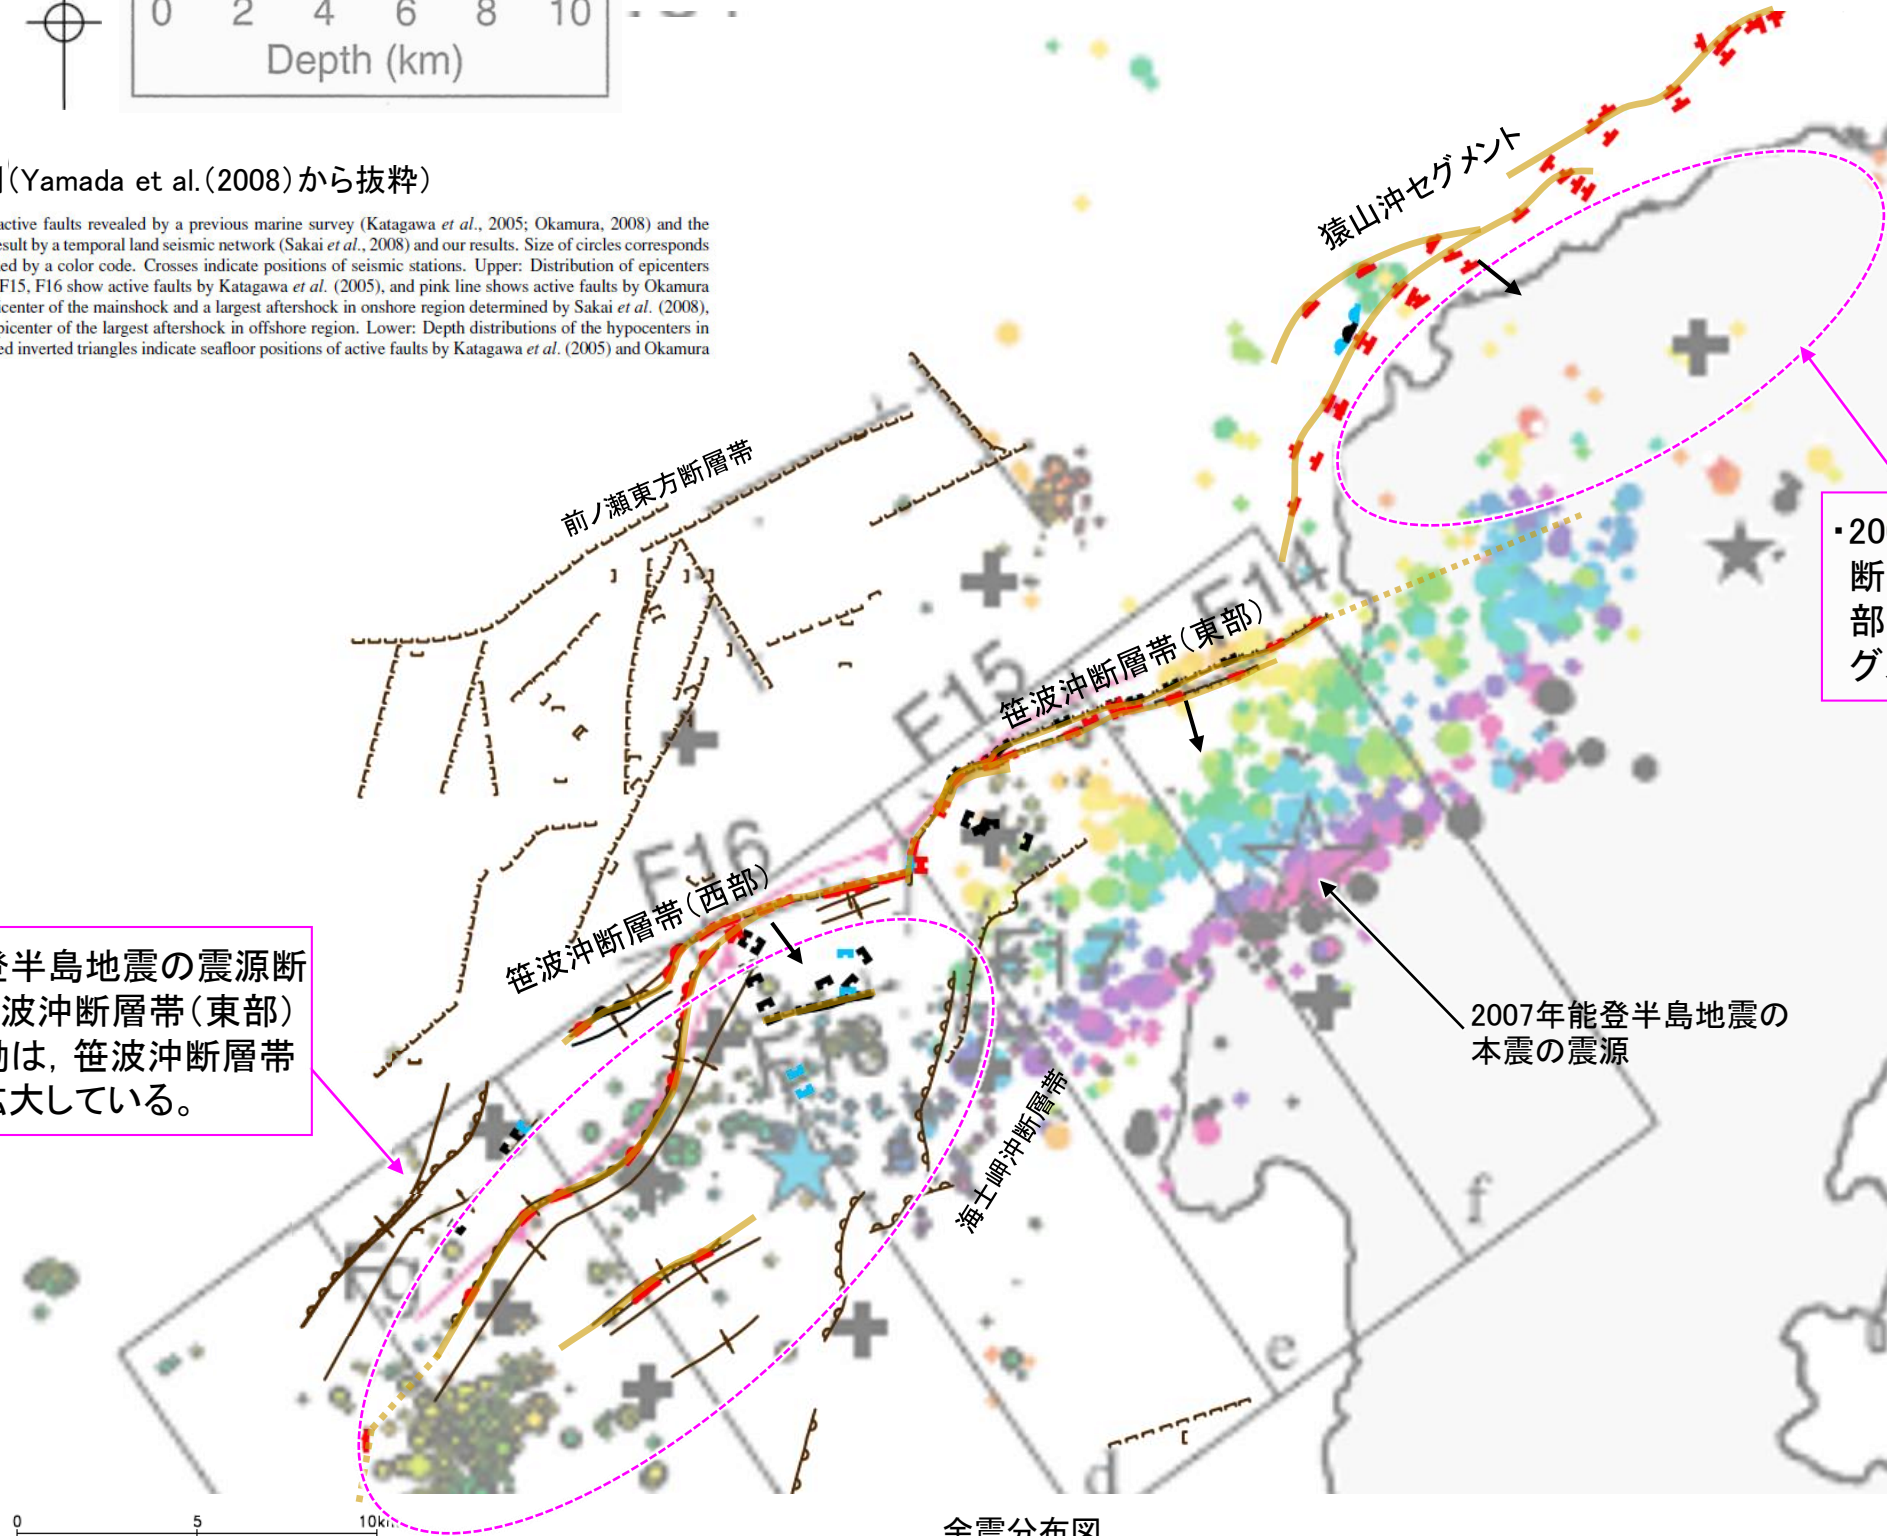 0 2 4 6 8 10
Depth (km)
(Yamada et al.(2008)から抜粋)
active faults revealed by a previous marine survey (Katagawa et al., 2005; Okamura, 2008) and the
esult by a temporal land seismic network (Sakai et al., 2008) and our results. Size of circles corresponds
ed by a color code. Crosses indicate positions of seismic stations. Upper: Distribution of epicenters
F15, F16 show active faults by Katagawa et al. (2005), and pink line shows active faults by Okamura
icenter of the mainshock and a largest aftershock in onshore region determined by Sakai et al. (2008),
picenter of the largest aftershock in offshore region. Lower: Depth distributions of the hypocenters in
ed inverted triangles indicate seafloor positions of active faults by Katagawa et al. (2005) and Okamura
猿山沖セグメント
前ノ瀬東方断層帯
・20
断
部
グ
F14
笹波沖断層帯(東部)
F15
F16
笹波沖断層帯(西部)
F17
登半島地震の震源断
波沖断層帯(東部)
動は，笹波沖断層帯
広大している。
2007年能登半島地震の
本震の震源
海士岬沖断層帯
f
e
d
0 5 10km
余震分布図